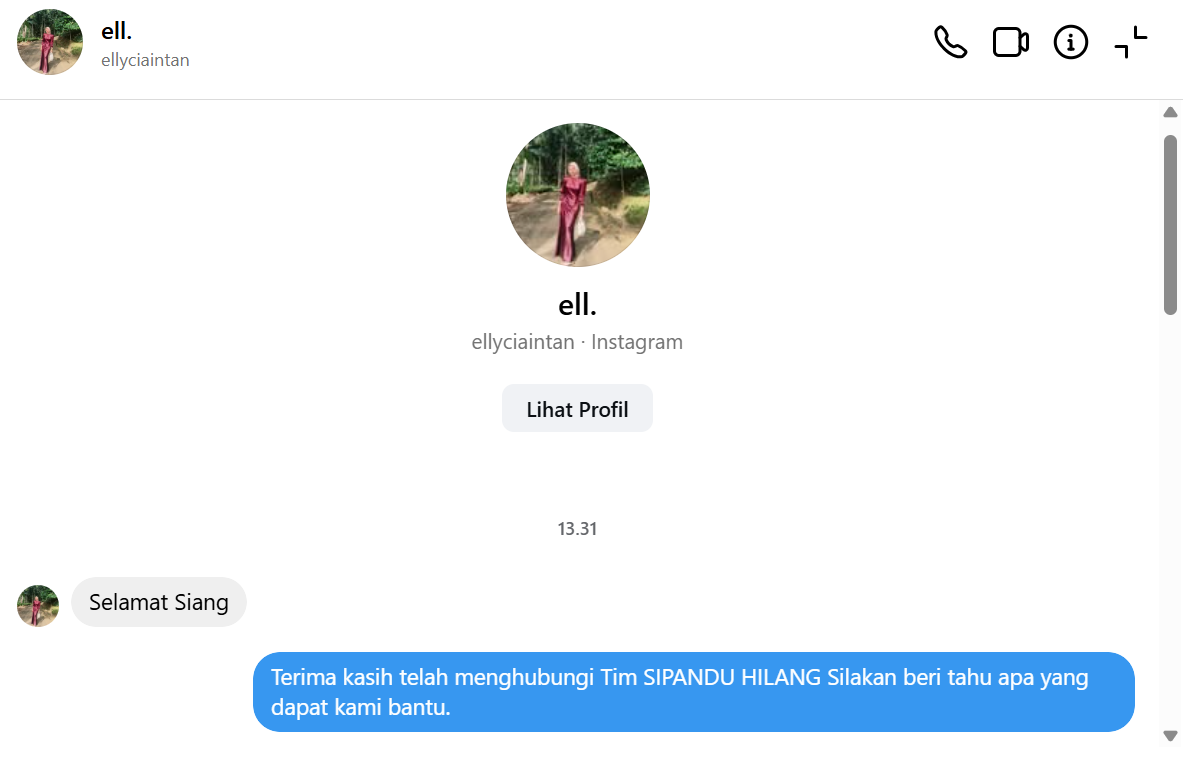 ell.
ellyciaintan
ell.
ellyciaintan · Instagram
Lihat Profil
13.31
Selamat Siang
Terima kasih telah menghubungi Tim SIPANDU HILANG Silakan beri tahu apa yang
dapat kami bantu.